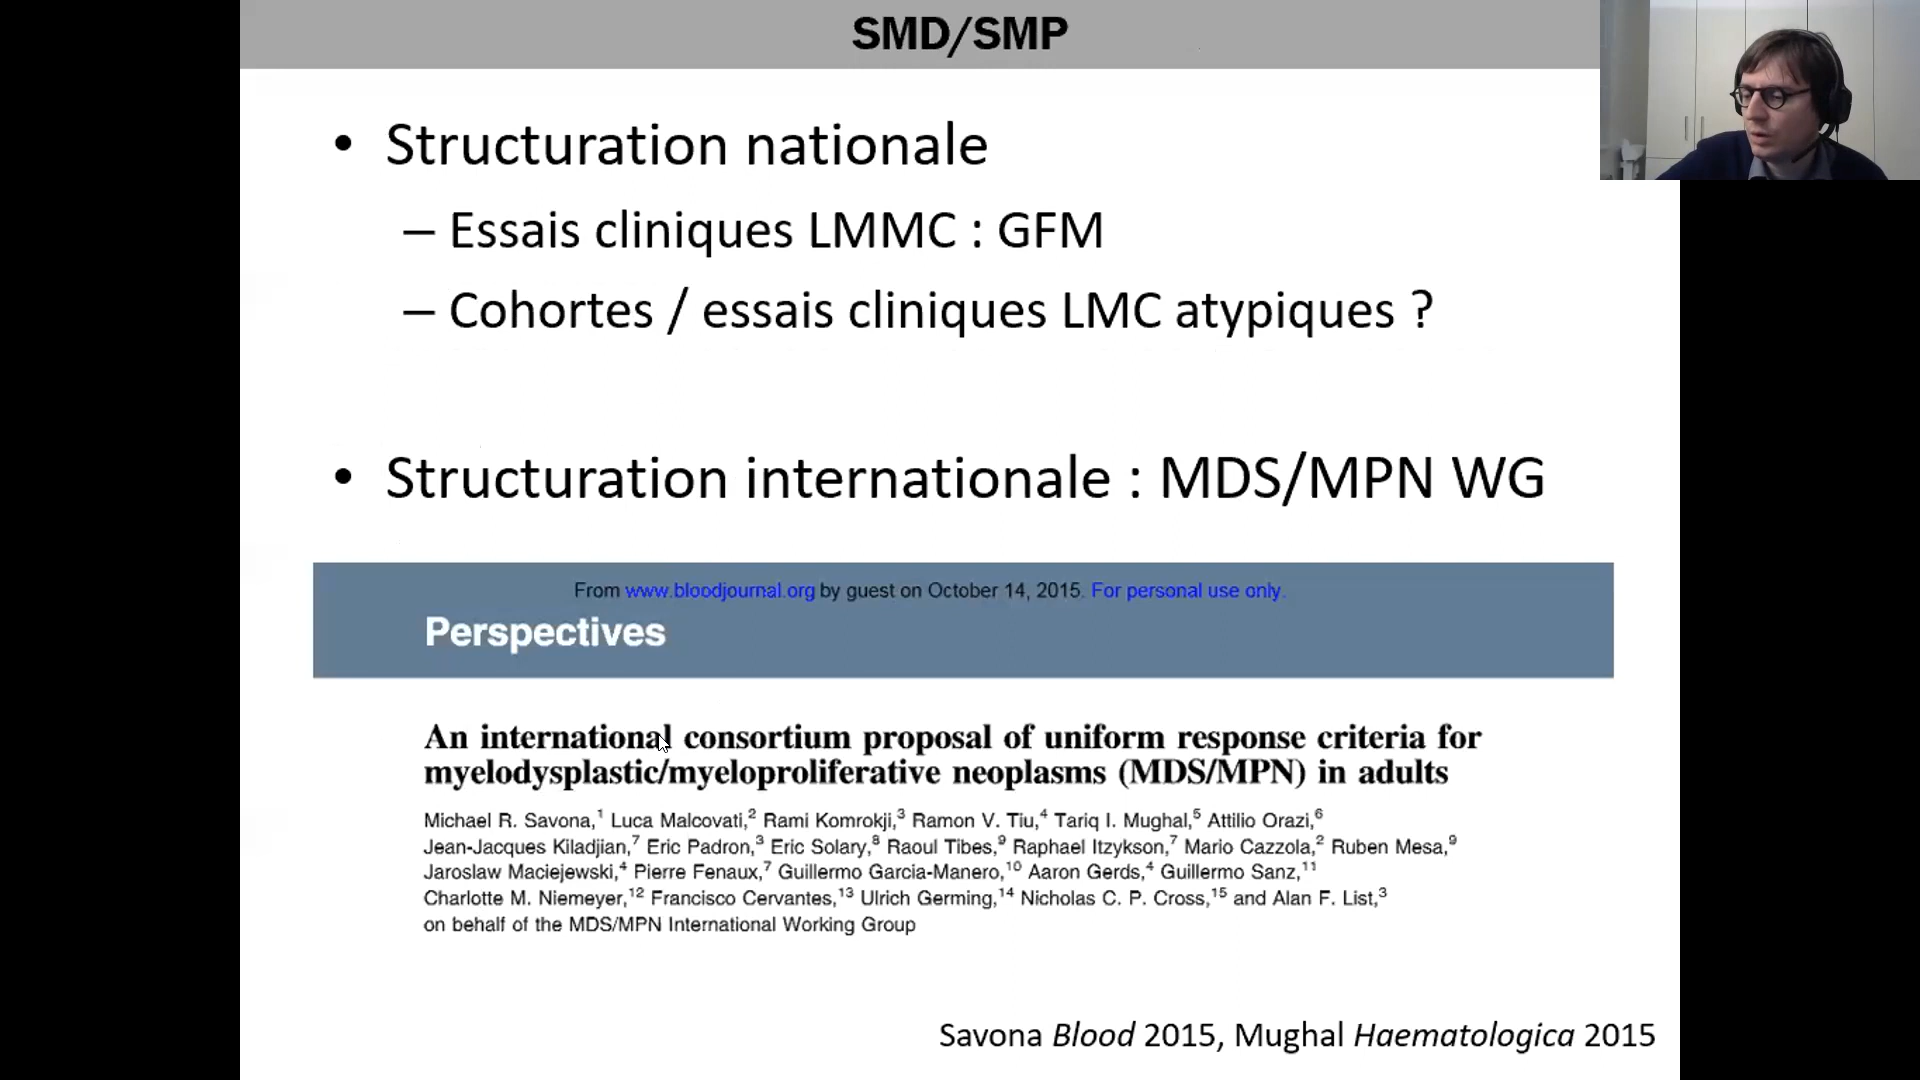 SMD/SMP
• Structuration nationale
– Essais cliniques LMMC : GFM
– Cohortes / essais cliniques LMC atypiques ?
• Structuration internationale : MDS/MPN WG
From www.bloodjournal.org by guest on October 14, 2015. For personal use only.
Perspectives
An international consortium proposal of uniform response criteria for
myelodysplastic/myeloproliferative neoplasms (MDS/MPN) in adults
Michael R. Savona,¹ Luca Malcovati,² Rami Komrokji,³ Ramon V. Tiu,⁴ Tariq I. Mughal,⁵ Attilio Orazi,⁶
Jean-Jacques Kiladjian,⁷ Eric Padron,³ Eric Solary,⁸ Raoul Tibes,⁹ Raphael Itzykson,⁷ Mario Cazzola,² Ruben Mesa,⁹
Jaroslaw Maciejewski,⁴ Pierre Fenaux,⁷ Guillermo Garcia-Manero,¹⁰ Aaron Gerds,⁴ Guillermo Sanz,¹¹
Charlotte M. Niemeyer,¹² Francisco Cervantes,¹³ Ulrich Germing,¹⁴ Nicholas C. P. Cross,¹⁵ and Alan F. List,³
on behalf of the MDS/MPN International Working Group
Savona Blood 2015, Mughal Haematologica 2015